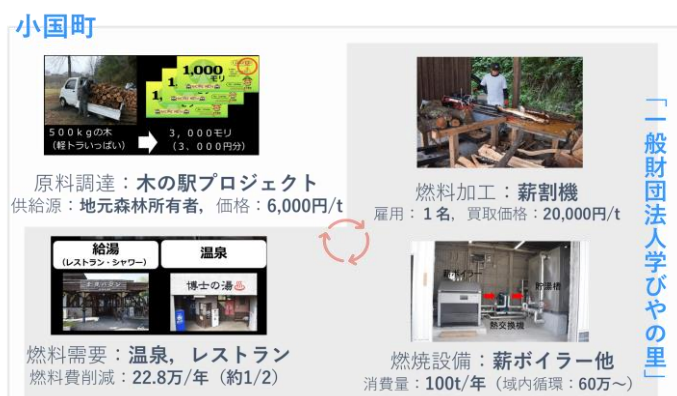 小国町
1,000
モリ
500kgの木
(軽トラいっぱい)
3,000モリ
(3,000円分)
原料調達：木の駅プロジェクト
供給源：地元森林所有者，価格：6,000円/t
燃料加工：薪割機
雇用：1名，買取価格：20,000円/t
給湯
(レストラン・シャワー)
温泉
博士の湯♨
燃料需要：温泉，レストラン
燃料費削減：22.8万/年（約1/2）
薪ボイラー
貯湯槽
熱交換機
燃焼設備：薪ボイラー他
消費量：100t/年（域内循環：60万～）
「一般財団法人学びやの里」